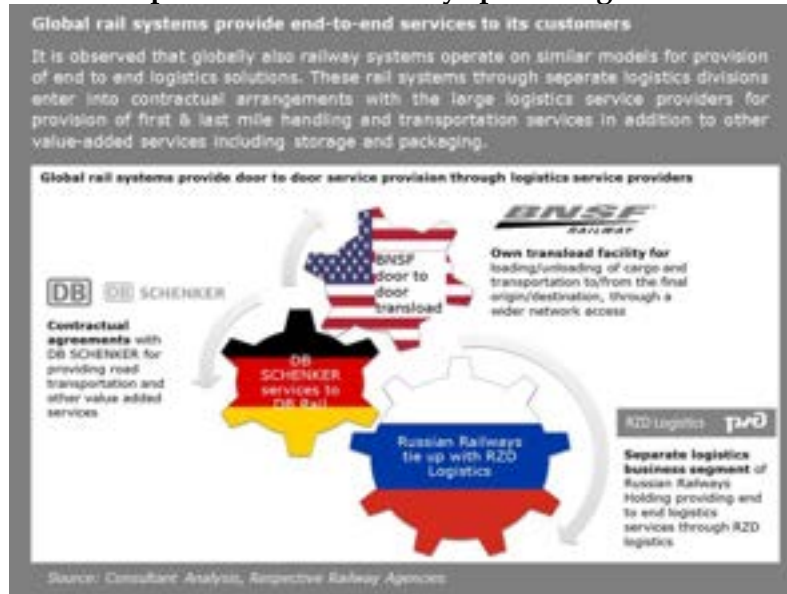 Global rail systems provide end-to-end services to its customers
It is observed that globally also railway systems operate on similar models for provision
of end to end logistics solutions. These rail systems through separate logistics divisions
enter into contractual arrangements with the large logistics service providers for
provision of first & last mile handling and transportation services in addition to other
value-added services including storage and packaging.
Global rail systems provide door to door service provision through logistics service providers
BNSF
RAILWAY
BNSF
door to
door
transload
Own transload facility for
loading/unloading of cargo and
transportation to/from the final
origin/destination, through a
wider network access
DB DB SCHENKER
Contractual
agreements with
DB SCHENKER for
providing road
transportation and
other value added
services
DB
SCHENKER
services to
DB Rail
Russian Railways
tie up with RZD
Logistics
RZD Logistics
Separate logistics
business segment of
Russian Railways
Holding providing end
to end logistics
services through RZD
logistics
Source: Consultant Analysis, Respective Railway Agencies